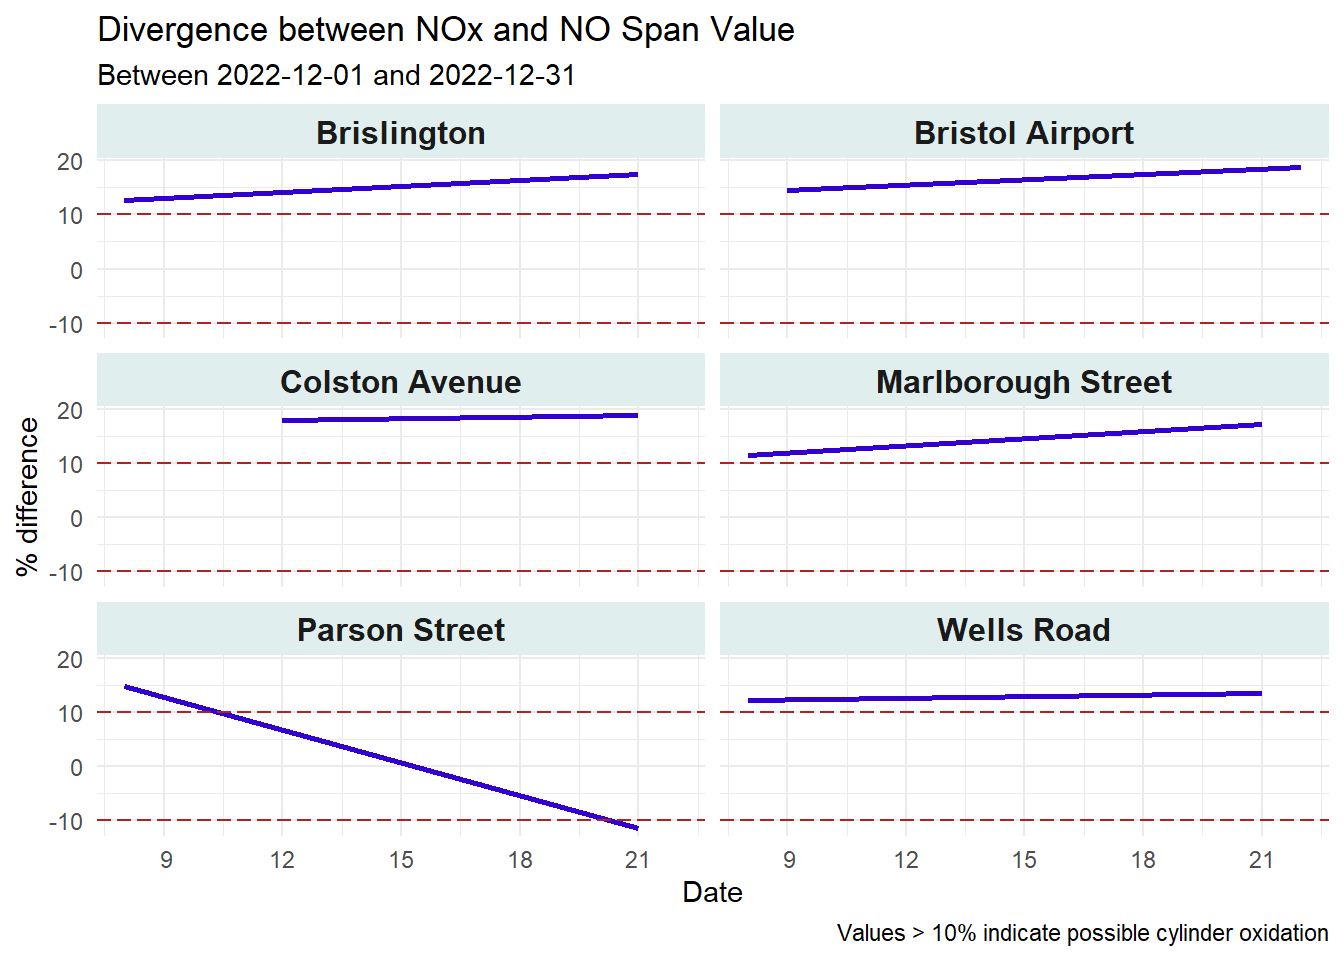 Divergence between NOx and NO Span Value
Between 2022-12-01 and 2022-12-31
Brislington
Bristol Airport
20
10
0
-10
Colston Avenue
Marlborough Street
20
10
0
-10
% difference
Parson Street
Wells Road
20
10
0
-10
9 12 15 18 21
9 12 15 18 21
Date
Values > 10% indicate possible cylinder oxidation